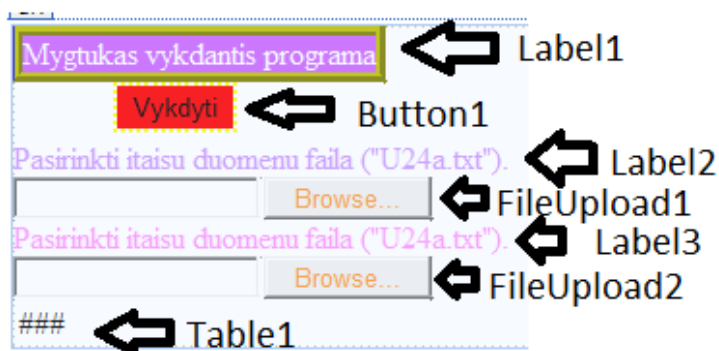 Mygtukas vykdantis programa Label1
Vykdyti Button1
Pasirinkti itaisu duomenu faila ("U24a.txt"). Label2
Browse... FileUpload1
Pasirinkti itaisu duomenu faila ("U24a.txt"). Label3
Browse... FileUpload2
### Table1